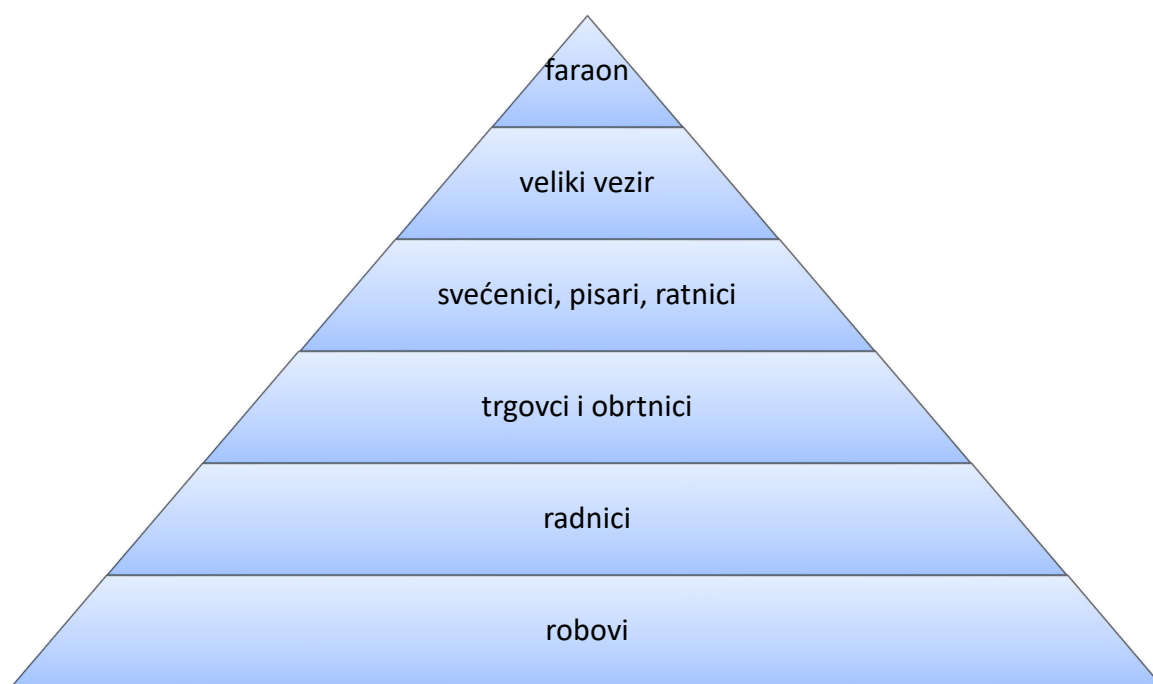 faraon
veliki vezir
svećenici, pisari, ratnici
trgovci i obrtnici
radnici
robovi